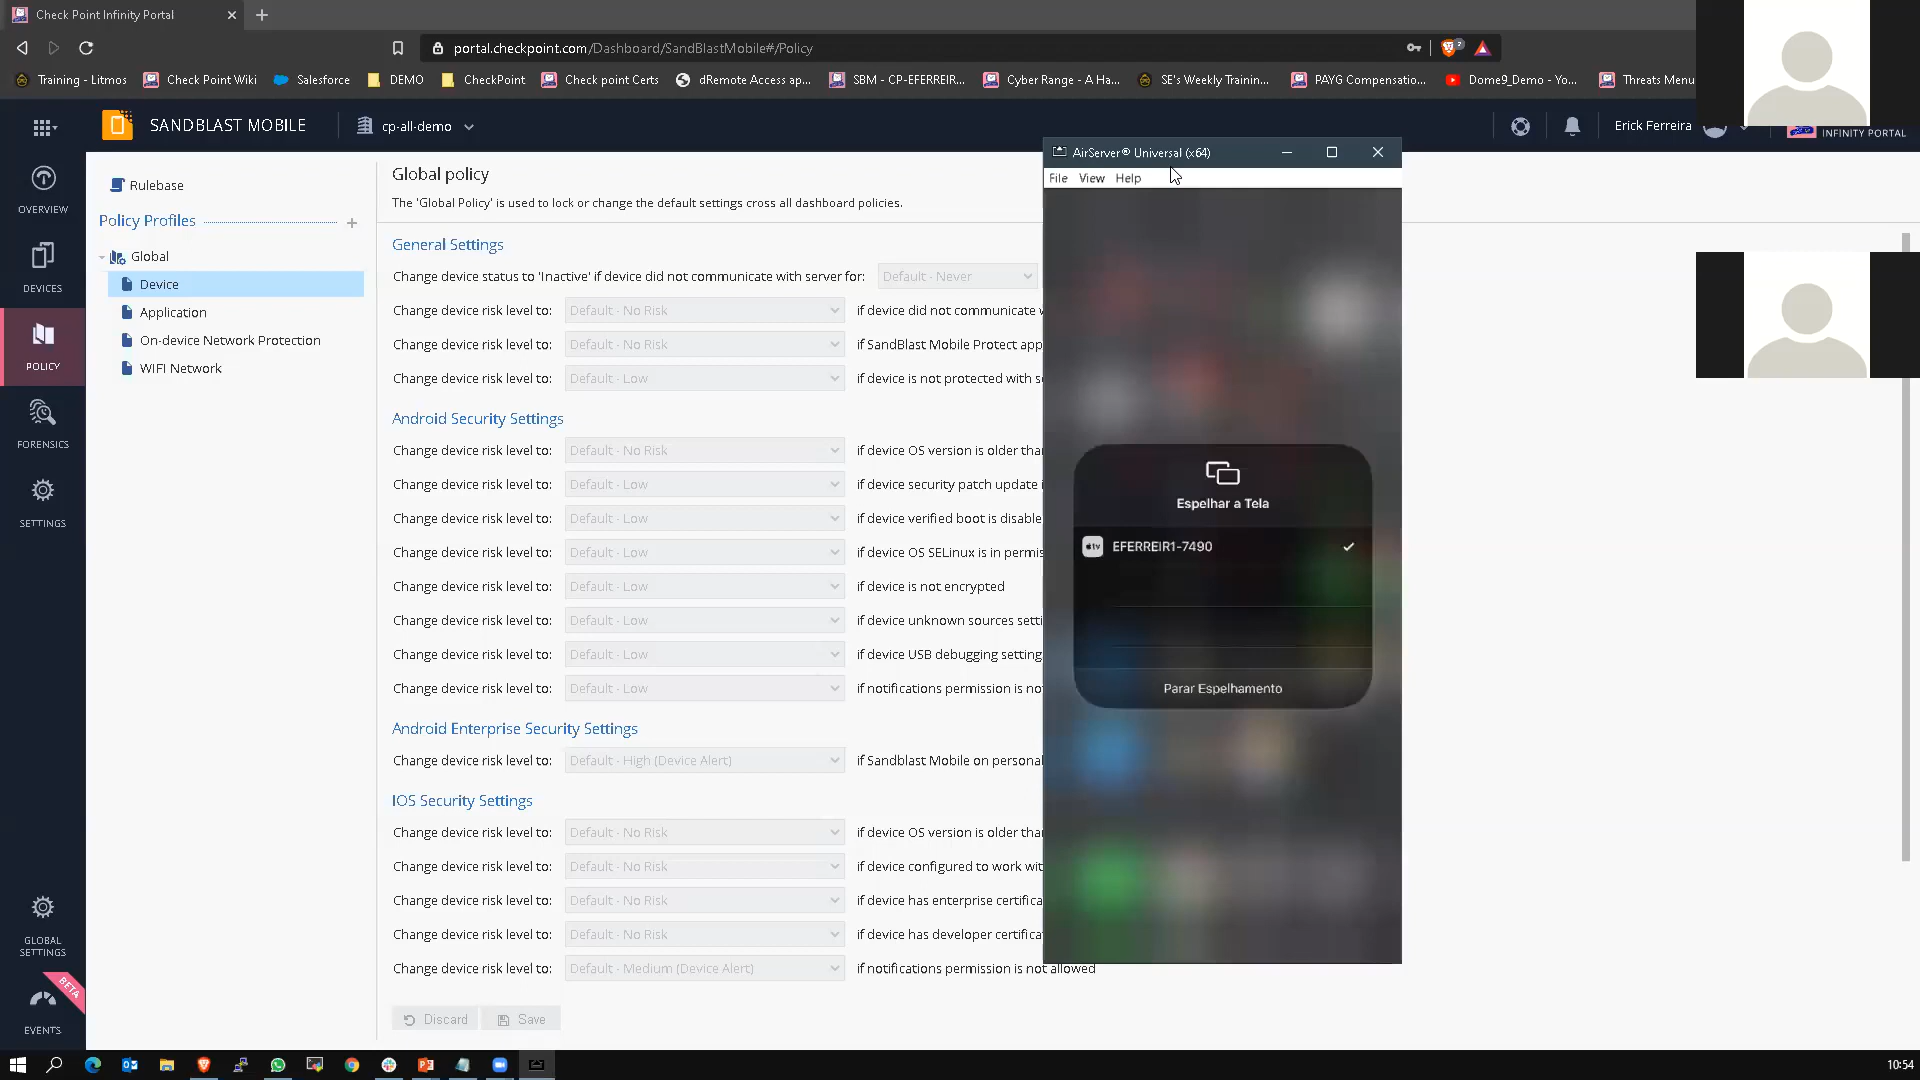 Check Point Infinity Portal
portal.checkpoint.com/Dashboard/SandBlastMobile#/Policy
Training - Litmos
Check Point Wiki
Salesforce
DEMO
CheckPoint
Check point Certs
dRemote Access ap...
SBM - CP-EFERREIR...
Cyber Range - A Ha...
SE's Weekly Trainin...
PAYG Compensatio...
Dome9_Demo - Yo...
Threats Menu
SANDBLAST MOBILE
cp-all-demo
Erick Ferreira
INFINITY PORTAL
OVERVIEW
DEVICES
POLICY
FORENSICS
SETTINGS
GLOBAL
SETTINGS
BETA
EVENTS
Rulebase
Policy Profiles
Global
Device
Application
On-device Network Protection
WIFI Network
Global policy
The 'Global Policy' is used to lock or change the default settings cross all dashboard policies.
General Settings
Change device status to 'Inactive' if device did not communicate with server for: Default - Never
Change device risk level to: Default - No Risk if device did not communicate
Change device risk level to: Default - No Risk if SandBlast Mobile Protect app
Change device risk level to: Default - Low if device is not protected with
Android Security Settings
Change device risk level to: Default - No Risk if device OS version is older than
Change device risk level to: Default - Low if device security patch update
Change device risk level to: Default - Low if device verified boot is disable
Change device risk level to: Default - Low if device OS SELinux is in permis
Change device risk level to: Default - Low if device is not encrypted
Change device risk level to: Default - Low if device unknown sources setti
Change device risk level to: Default - Low if device USB debugging setting
Change device risk level to: Default - Low if notifications permission is no
Android Enterprise Security Settings
Change device risk level to: Default - High (Device Alert) if Sandblast Mobile on personal
IOS Security Settings
Change device risk level to: Default - No Risk if device OS version is older than
Change device risk level to: Default - No Risk if device configured to work wit
Change device risk level to: Default - No Risk if device has enterprise certifica
Change device risk level to: Default - No Risk if device has developer certifica
Change device risk level to: Default - Medium (Device Alert) if notifications permission is not allowed
Discard
Save
AirServer® Universal (x64)
File View Help
Espelhar a Tela
EFERREIR1-7490
Parar Espelhamento
10:54